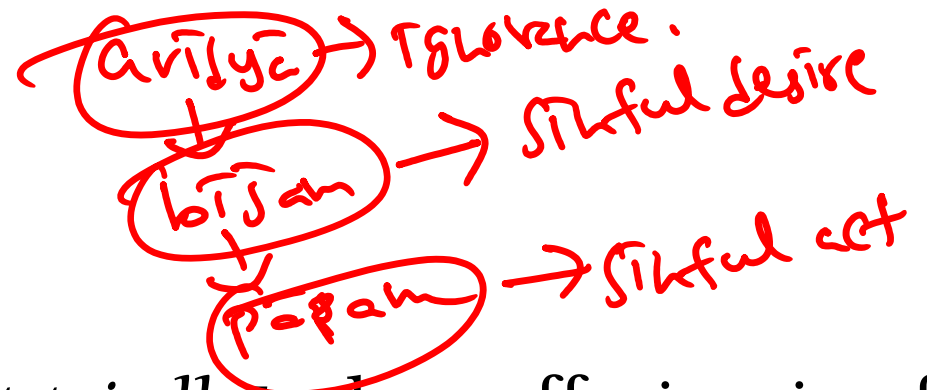 avidya → ignorance.
bijam → Sinful desire
papam → Sinful act